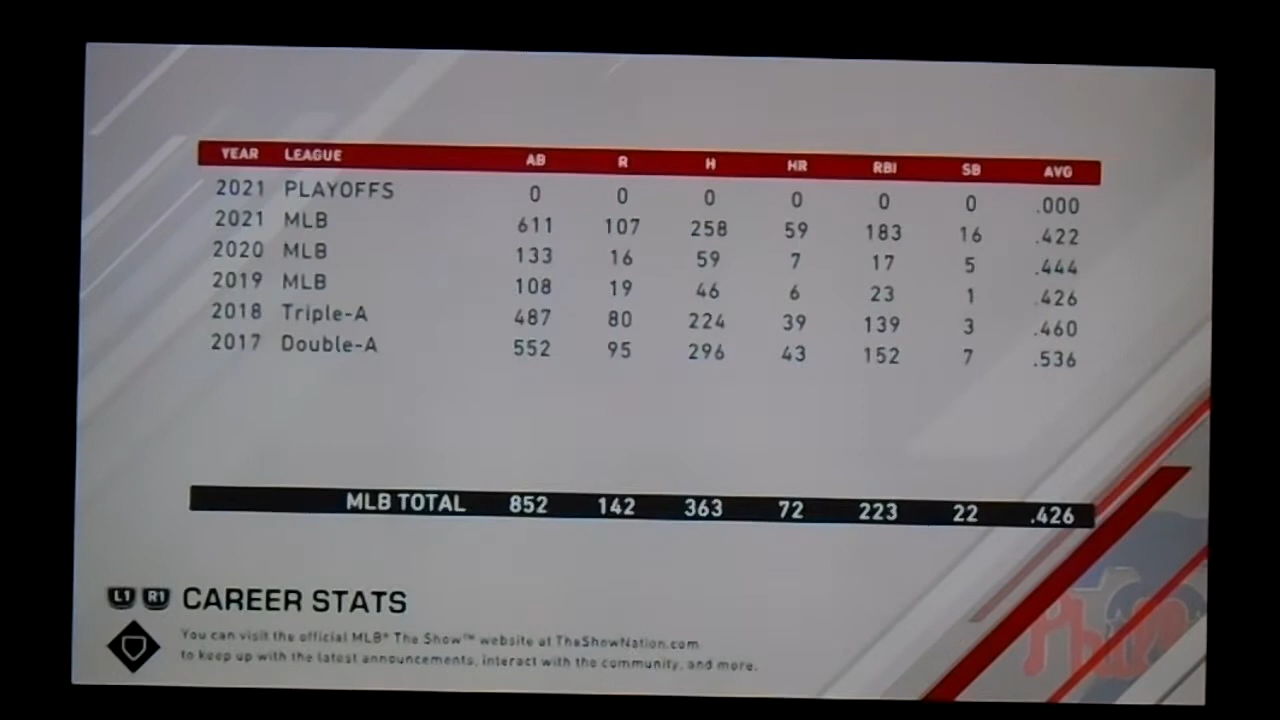 YEAR LEAGUE AB R H HR RBI SB AVG
2021 PLAYOFFS 0 0 0 0 0 0 .000
2021 MLB 611 107 258 59 183 16 .422
2020 MLB 133 16 59 7 17 5 .444
2019 MLB 108 19 46 6 23 1 .426
2018 Triple-A 487 80 224 39 139 3 .460
2017 Double-A 552 95 296 43 152 7 .536
MLB TOTAL 852 142 363 72 223 22 .426
L1 R1 CAREER STATS
You can visit the official MLB® The Show™ website at TheShowNation.com
to keep up with the latest announcements, interact with the community, and more.
Phillies